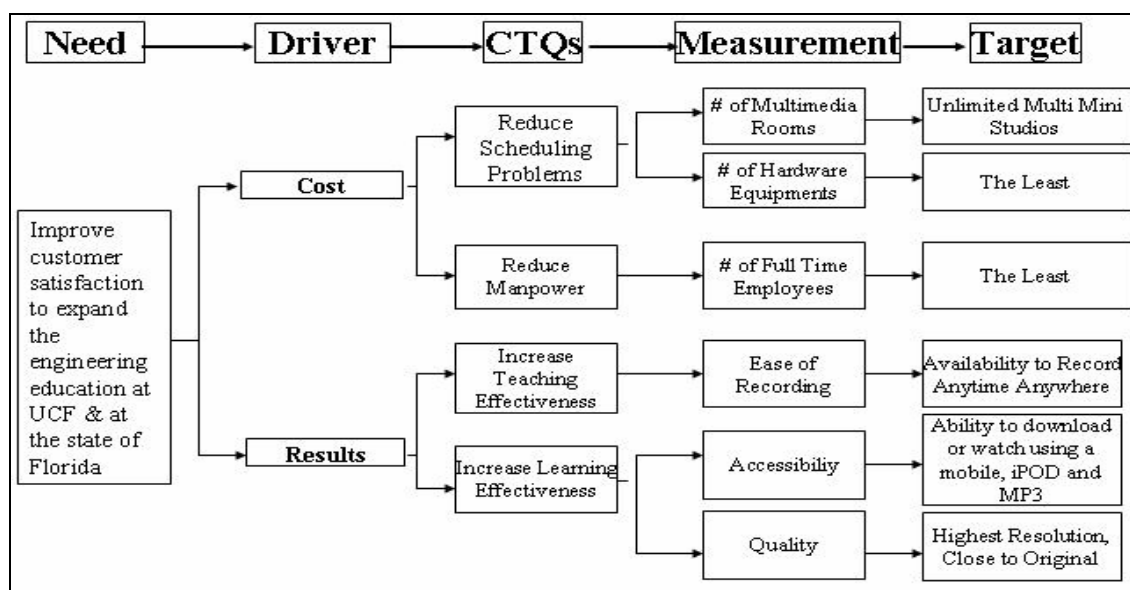 Need
Driver
CTQs
Measurement
Target
Improve
customer
satisfaction
to expand
the
engineering
education at
UCF & at
the state of
Florida
Cost
Results
Reduce
Scheduling
Problems
Reduce
Manpower
Increase
Teaching
Effectiveness
Increase Learning
Effectiveness
# of Multimedia
Rooms
# of Hardware
Equipments
# of Full Time
Employees
Ease of
Recording
Accessibiliy
Quality
Unlimited Multi Mini
Studios
The Least
The Least
Availability to Record
Anytime Anywhere
Ability to download
or watch using a
mobile, iPOD and
MP3
Highest Resolution,
Close to Original